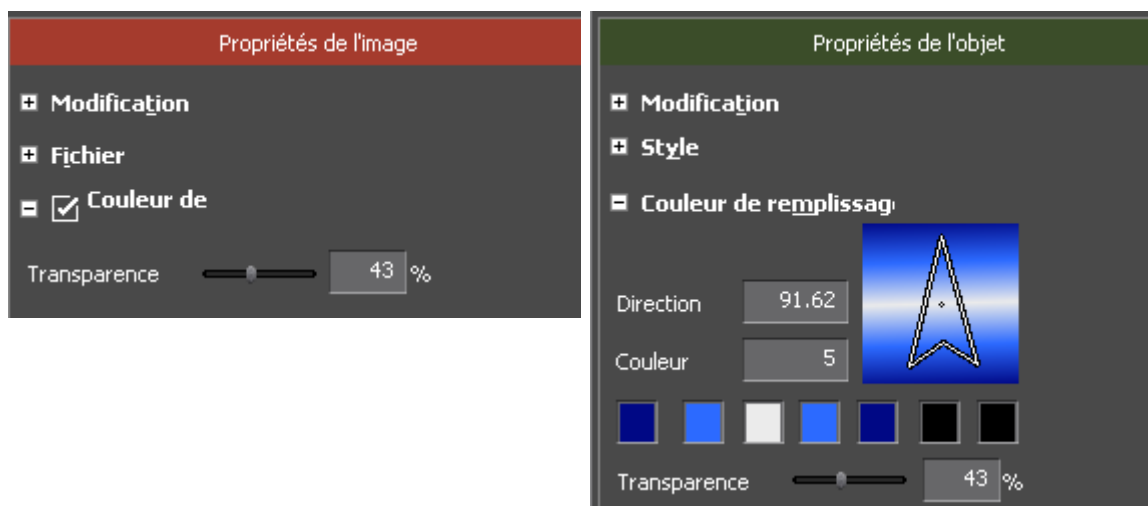 Propriétés de l'image
Modification
Fichier
Couleur de
Transparence 43 %
Propriétés de l'objet
Modification
Style
Couleur de remplissag
Direction 91.62
Couleur 5
Transparence 43 %